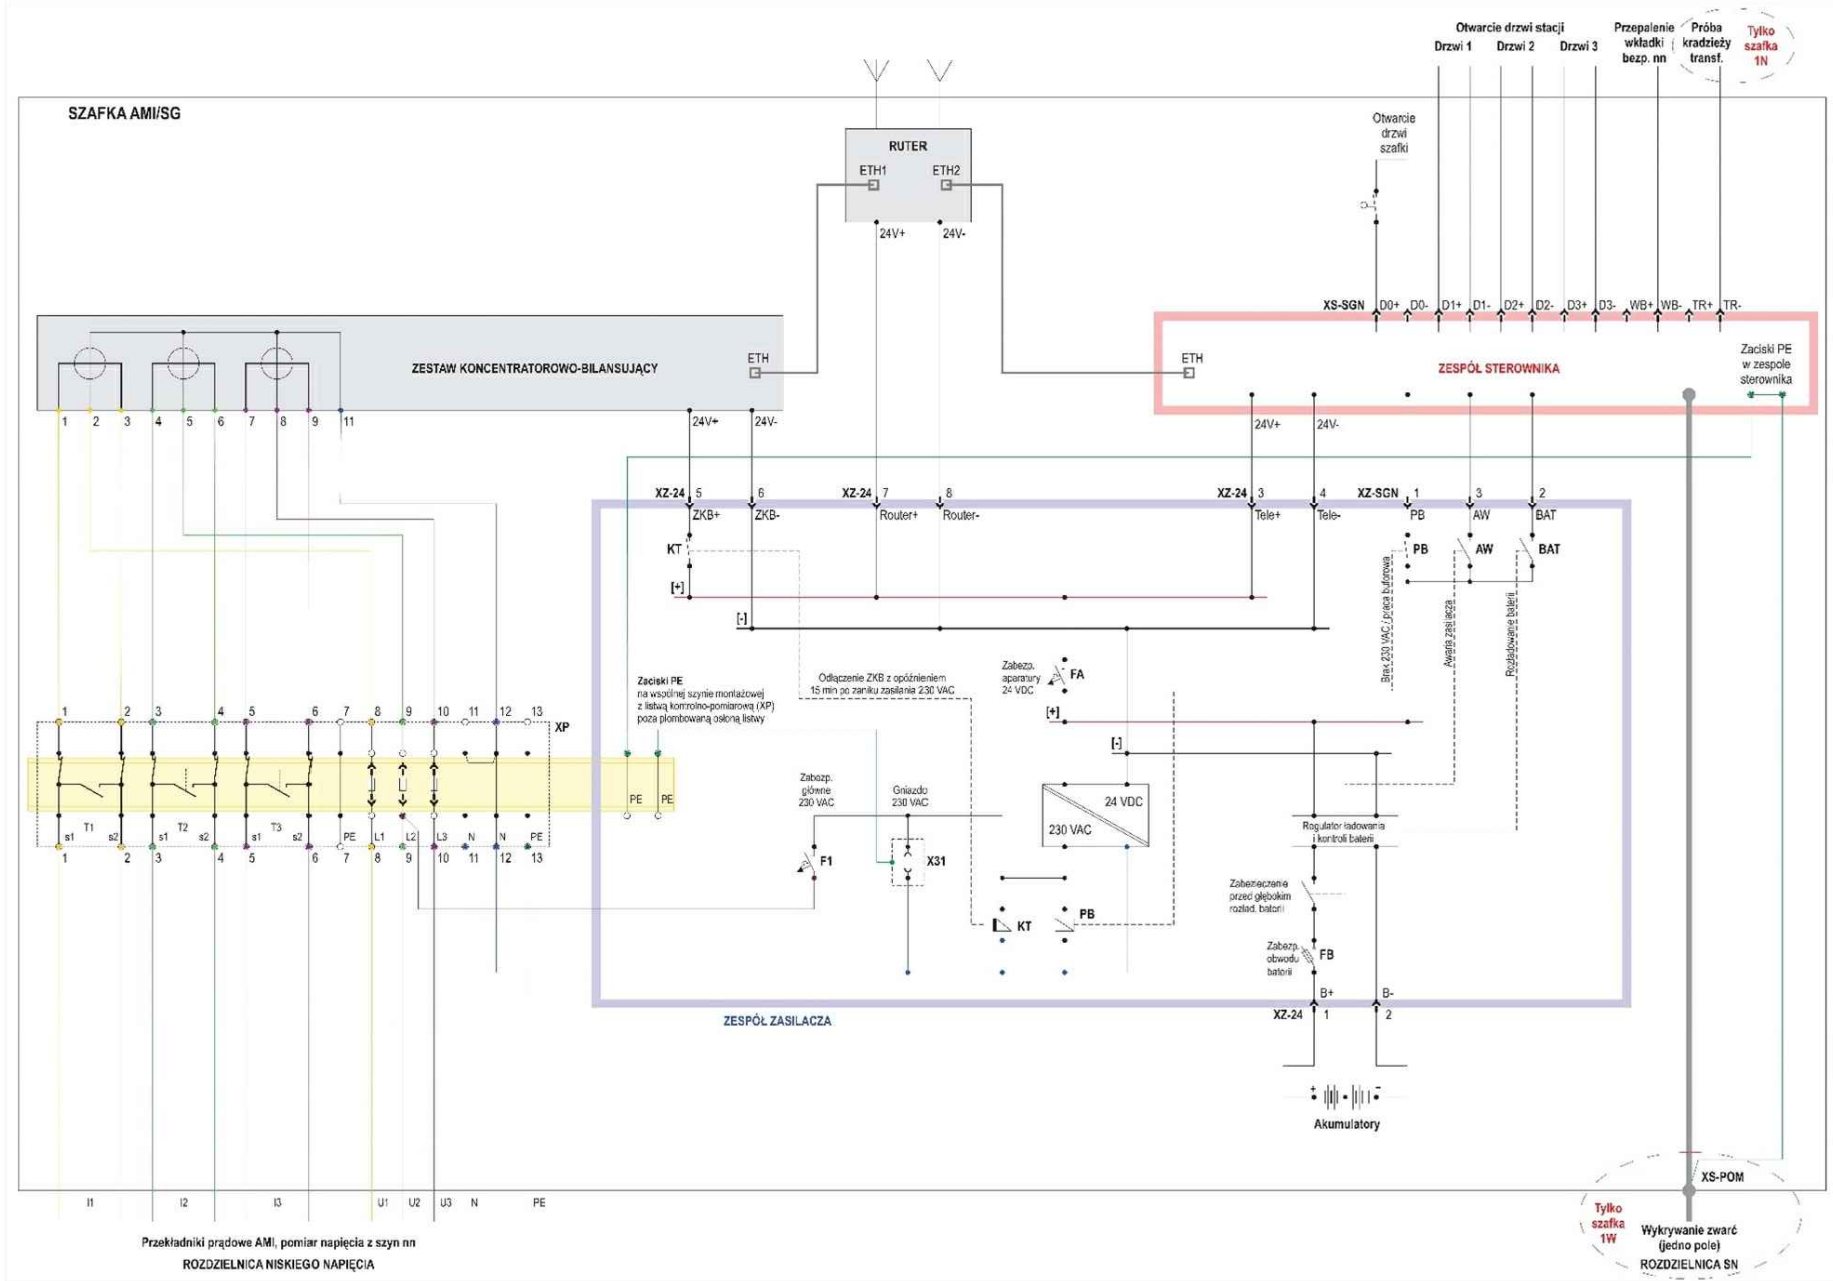 Otwarcie drzwi stacji
Drzwi 1 Drzwi 2 Drzwi 3
Przepalenie
wkładki
bezp. nn
Próba
kradzieży
transf.
Tylko
szafka
1N
SZAFKA AMI/SG
Otwarcie
drzwi
szafki
RUTER
ETH1 ETH2
24V+ 24V-
XS-SGN D0+ D0- D1+ D1- D2+ D2- D3+ D3- WB+ WB- TR+ TR-
ZESTAW KONCENTRATOROWO-BILANSUJĄCY
ETH
ETH
ZESPÓŁ STEROWNIKA
Zaciski PE
w zespole
sterownika
1 2 3 4 5 6 7 8 9 11
24V+ 24V-
24V+ 24V-
XZ-24 5 6 XZ-24 7 8 XZ-24 3 4 XZ-SGN 1 3 2
ZKB+ ZKB- Router+ Router- Tele+ Tele- PB AW BAT
KT
PB AW BAT
[+]
[-]
Brak 230 VAC / praca buforowa
Awaria zasilacza
Rozładowanie baterii
Zaciski PE
na wspólnej szynie montażowej
z listwą kontrolno-pomiarową (XP)
poza plombowaną osłoną listwy
Odłączenie ZKB z opóźnieniem
15 min po zaniku zasilania 230 VAC
Zabezp.
aparatury
24 VDC
FA
[+]
[-]
1 2 3 4 5 6 7 8 9 10 11 12 13
XP
PE PE
T1 T2 T3
s1 s2 s1 s2 s1 s2 PE L1 L2 L3 N N PE
1 2 3 4 5 6 7 8 9 10 11 12 13
Zabezp.
główne
230 VAC
Gniazdo
230 VAC
24 VDC
230 VAC
F1
X31
Regulator ładowania
i kontroli baterii
KT
PB
Zabezpieczenie
przed głębokim
rozład. baterii
Zabezp.
obwodu
baterii
FB
B+ B-
XZ-24 1 2
ZESPÓŁ ZASILACZA
+ -
Akumulatory
XS-POM
I1 I2 I3 U1 U2 U3 N PE
Przekładniki prądowe AMI, pomiar napięcia z szyn nn
ROZDZIELNICA NISKIEGO NAPIĘCIA
Tylko
szafka
1W
Wykrywanie zwarć
(jedno pole)
ROZDZIELNICA SN